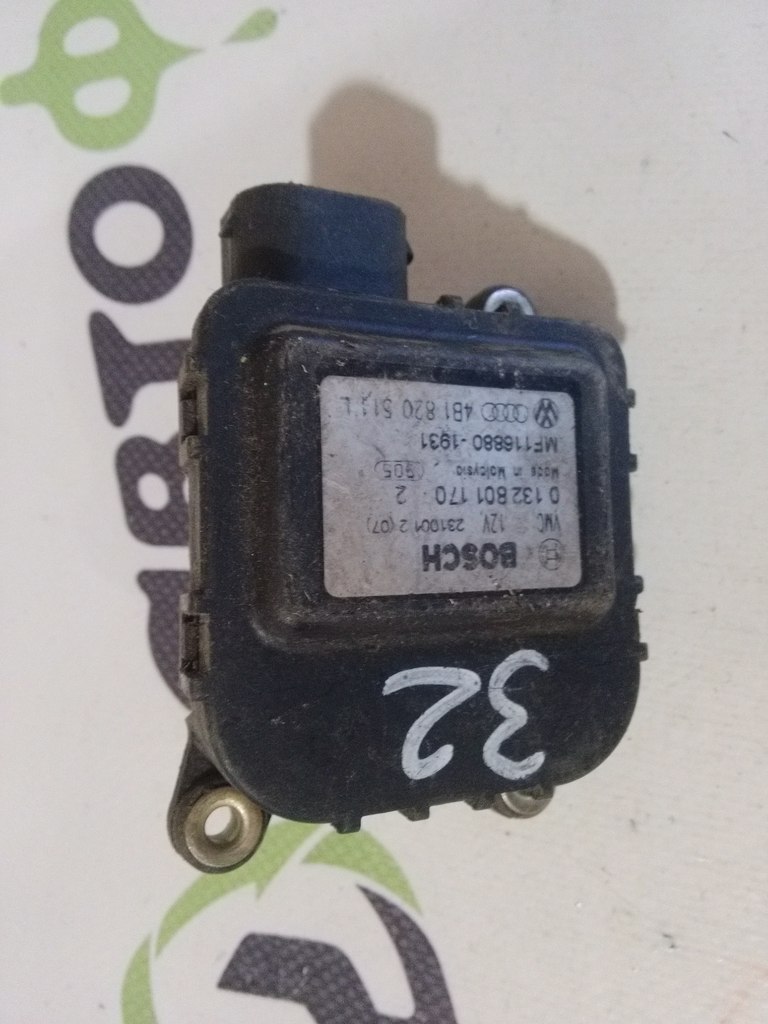 BOSCH
VMC 12V 231001 2(07)
0 132 801 170 2
Made in Malaysia 905
MF116880-1931
4B1 820 511 L
32
АВТО